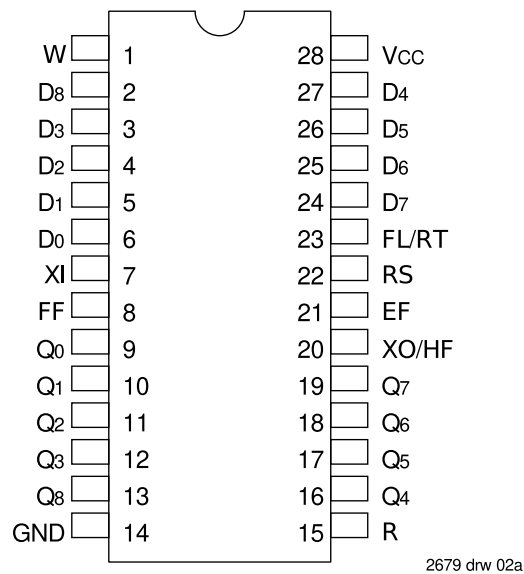 W 1 28 VCC
D8 2 27 D4
D3 3 26 D5
D2 4 25 D6
D1 5 24 D7
D0 6 23 FL/RT
XI 7 22 RS
FF 8 21 EF
Q0 9 20 XO/HF
Q1 10 19 Q7
Q2 11 18 Q6
Q3 12 17 Q5
Q8 13 16 Q4
GND 14 15 R
2679 drw 02a